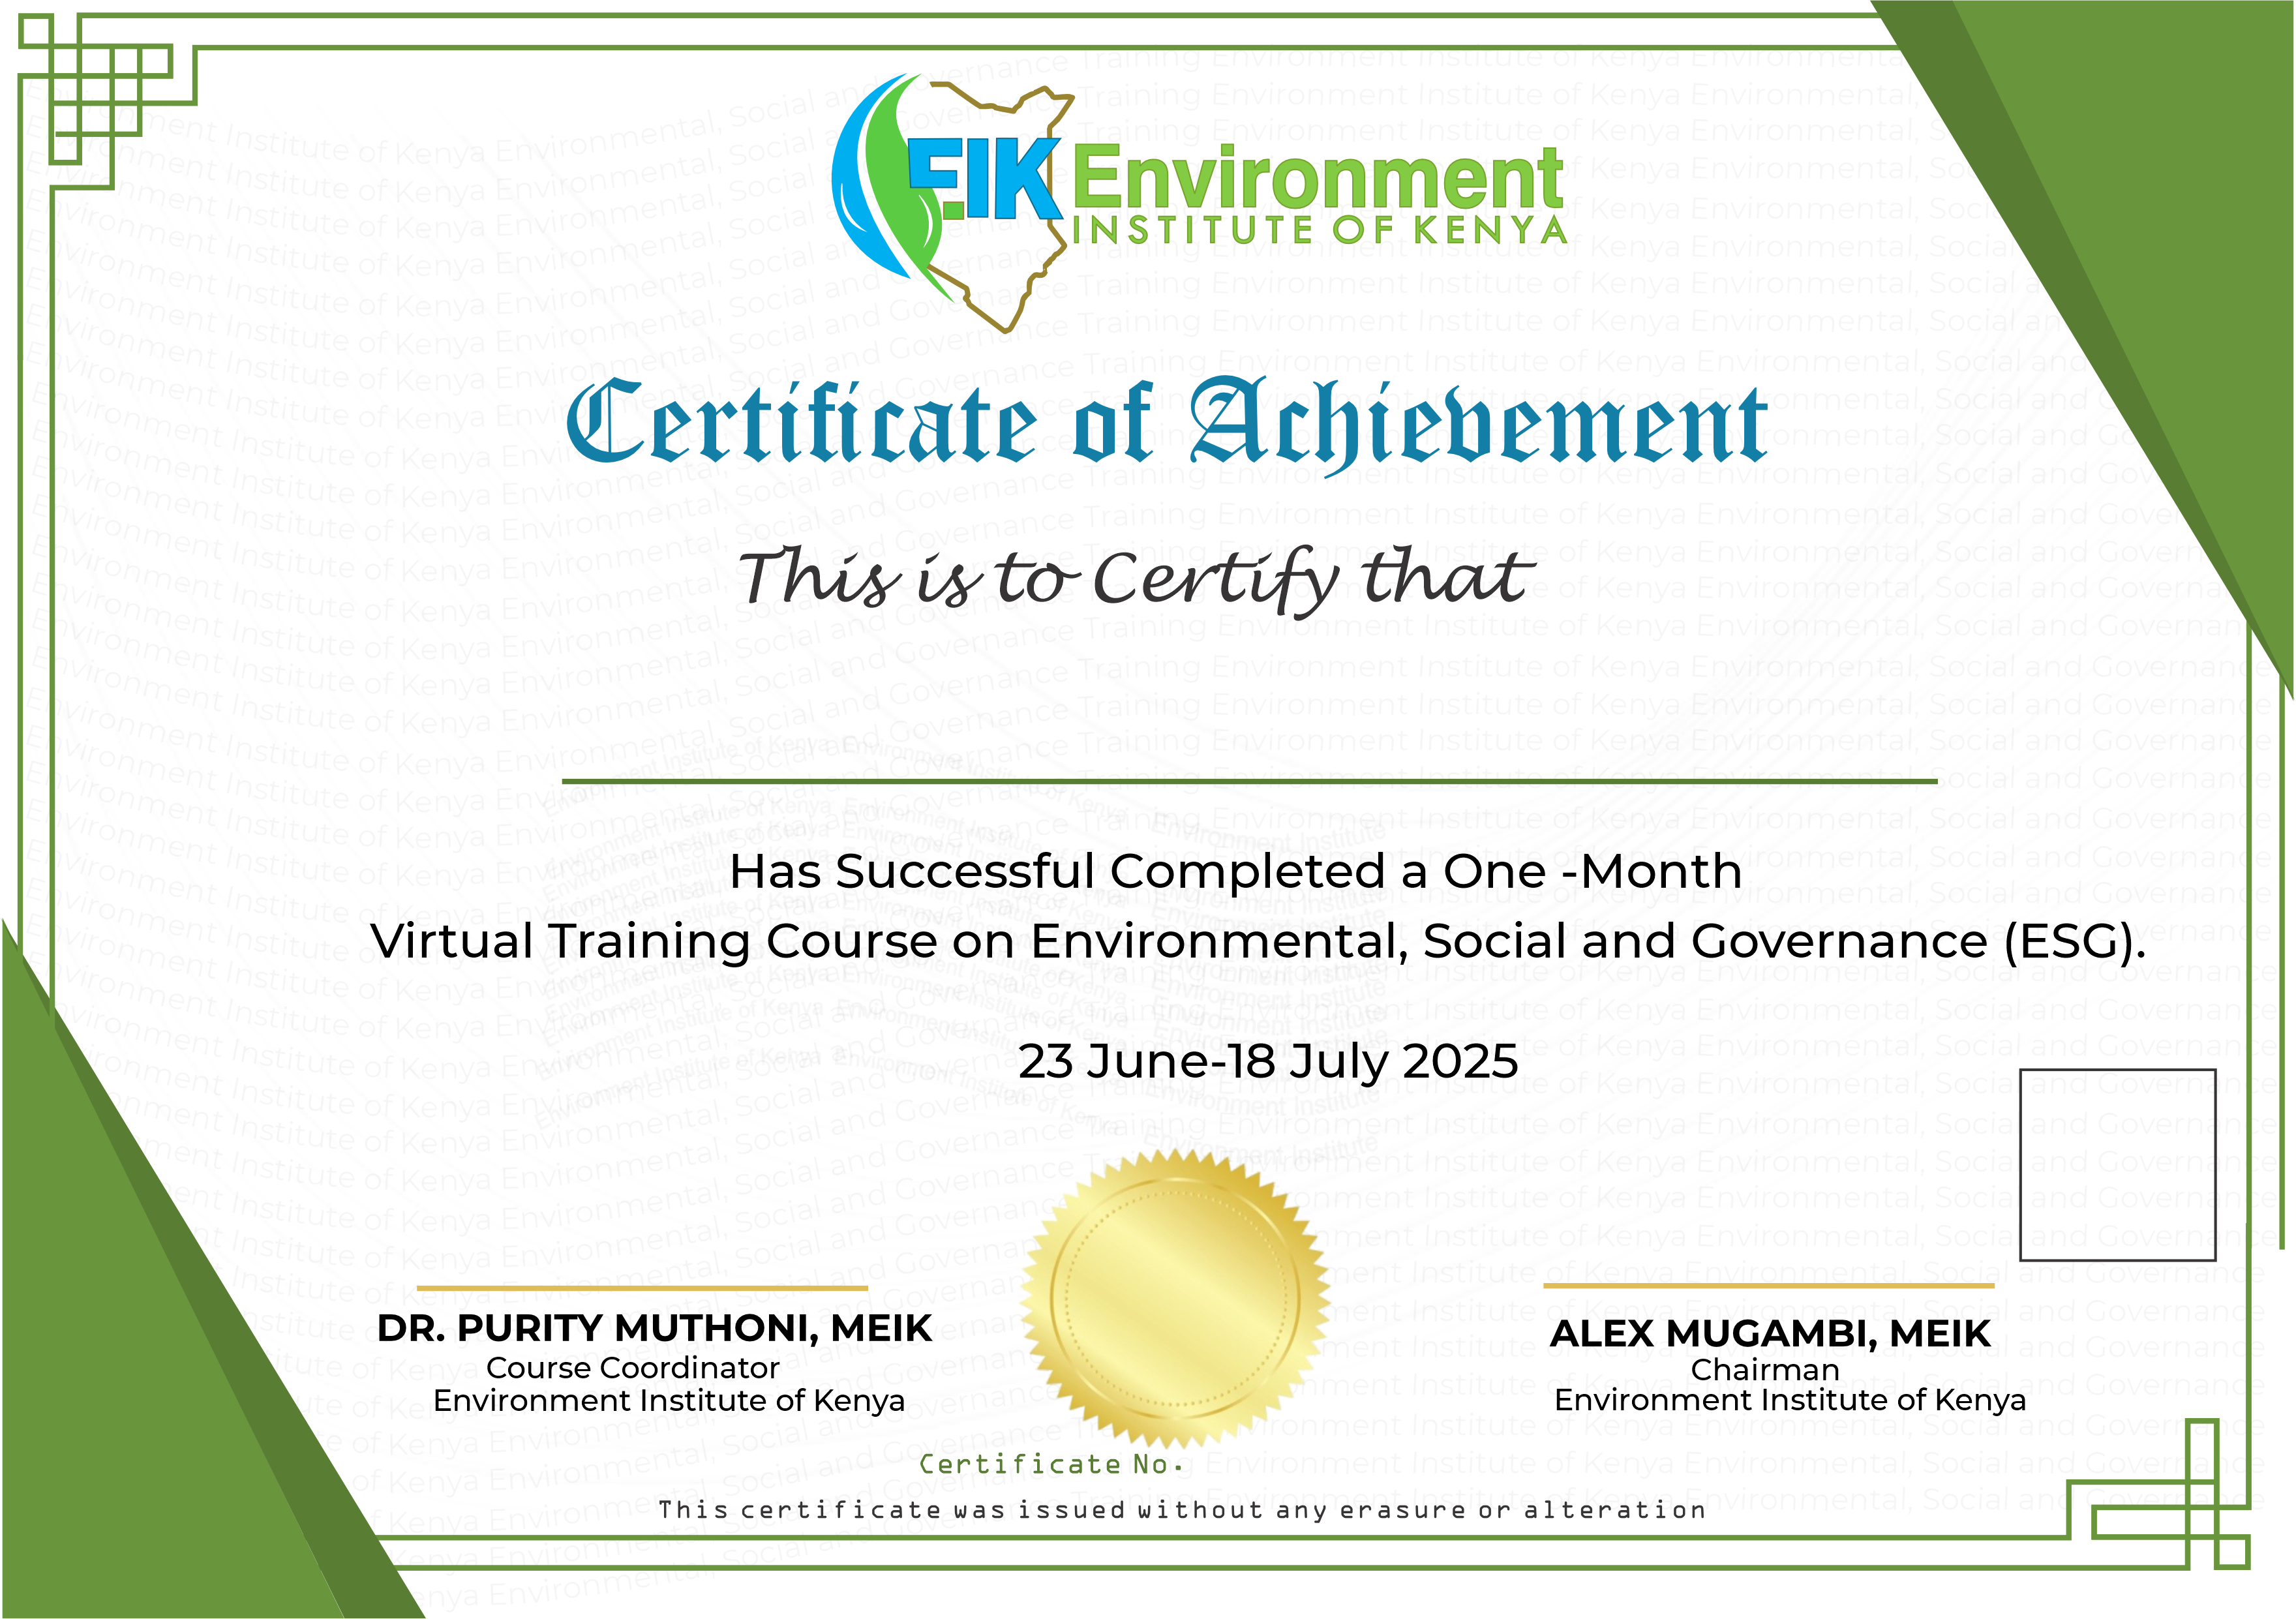 EIK Environment
INSTITUTE OF KENYA
Certificate of Achievement
This is to Certify that
Has Successful Completed a One -Month
Virtual Training Course on Environmental, Social and Governance (ESG).
23 June-18 July 2025
DR. PURITY MUTHONI, MEIK
Course Coordinator
Environment Institute of Kenya
ALEX MUGAMBI, MEIK
Chairman
Environment Institute of Kenya
Certificate No.
This certificate was issued without any erasure or alteration